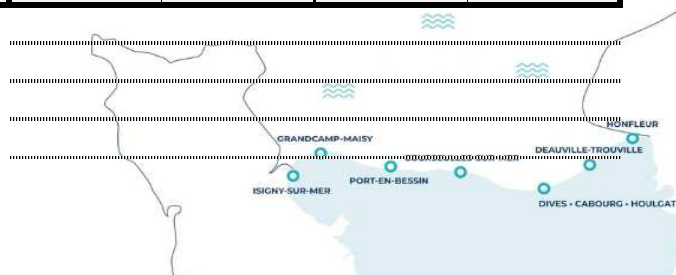 HONFLEUR
GRANDCAMP-MAISY
DEAUVILLE-TROUVILLE
PORT-EN-BESSIN
ISIGNY-SUR-MER
DIVES • CABOURG • HOULGAT